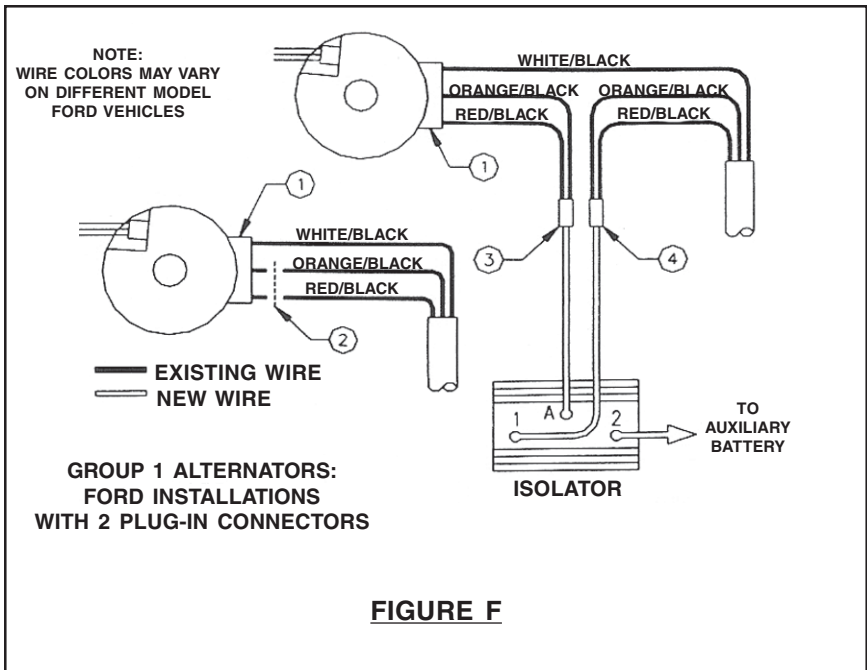 NOTE:
WIRE COLORS MAY VARY
ON DIFFERENT MODEL
FORD VEHICLES
WHITE/BLACK
ORANGE/BLACK
ORANGE/BLACK
RED/BLACK
RED/BLACK
1
1
3
4
WHITE/BLACK
ORANGE/BLACK
RED/BLACK
2
EXISTING WIRE
NEW WIRE
1
A
2
TO
AUXILIARY
BATTERY
ISOLATOR
GROUP 1 ALTERNATORS:
FORD INSTALLATIONS
WITH 2 PLUG-IN CONNECTORS
FIGURE F